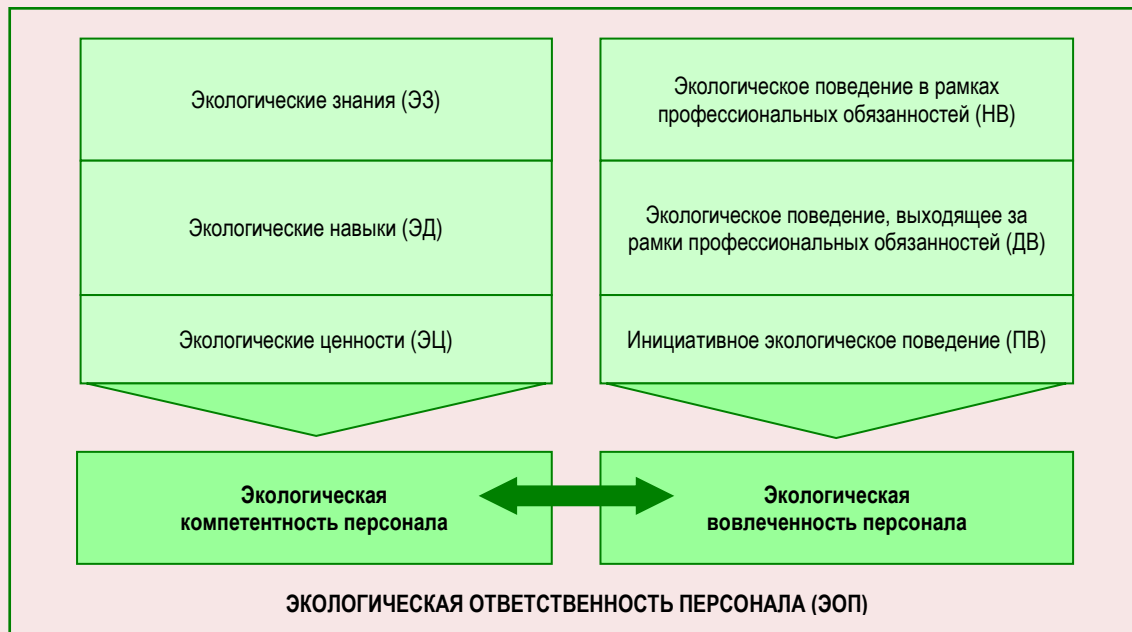 Экологические знания (ЭЗ)
Экологические навыки (ЭД)
Экологические ценности (ЭЦ)
Экологическая
компетентность персонала
Экологическое поведение в рамках
профессиональных обязанностей (НВ)
Экологическое поведение, выходящее за
рамки профессиональных обязанностей (ДВ)
Инициативное экологическое поведение (ПВ)
Экологическая
вовлеченность персонала
ЭКОЛОГИЧЕСКАЯ ОТВЕТСТВЕННОСТЬ ПЕРСОНАЛА (ЭОП)